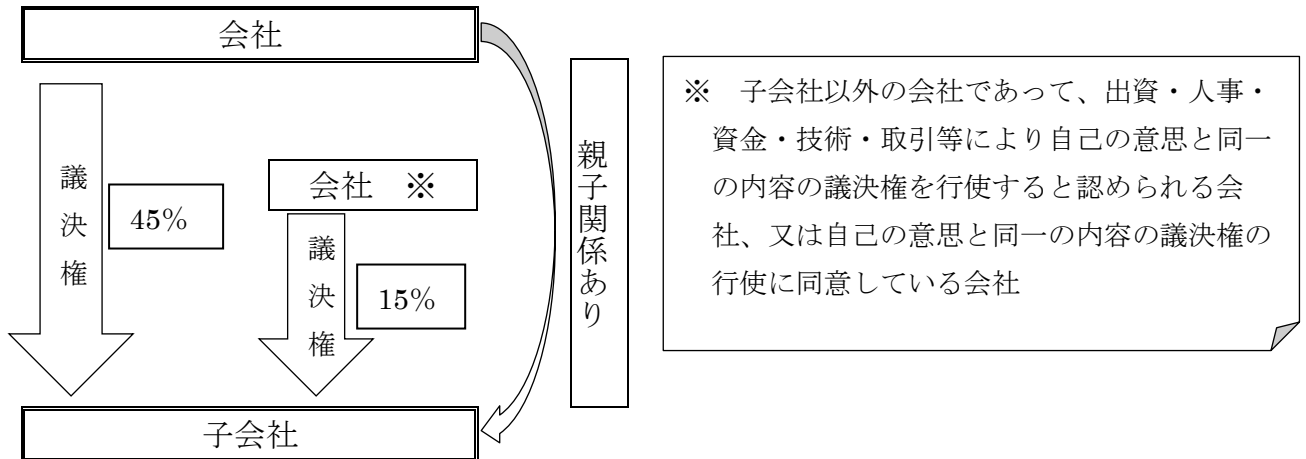 会社
議決権
45%
会社　※
議決権
15%
親子関係あり
※　子会社以外の会社であって、出資・人事・
資金・技術・取引等により自己の意思と同一
の内容の議決権を行使すると認められる会
社、又は自己の意思と同一の内容の議決権の
行使に同意している会社
子会社